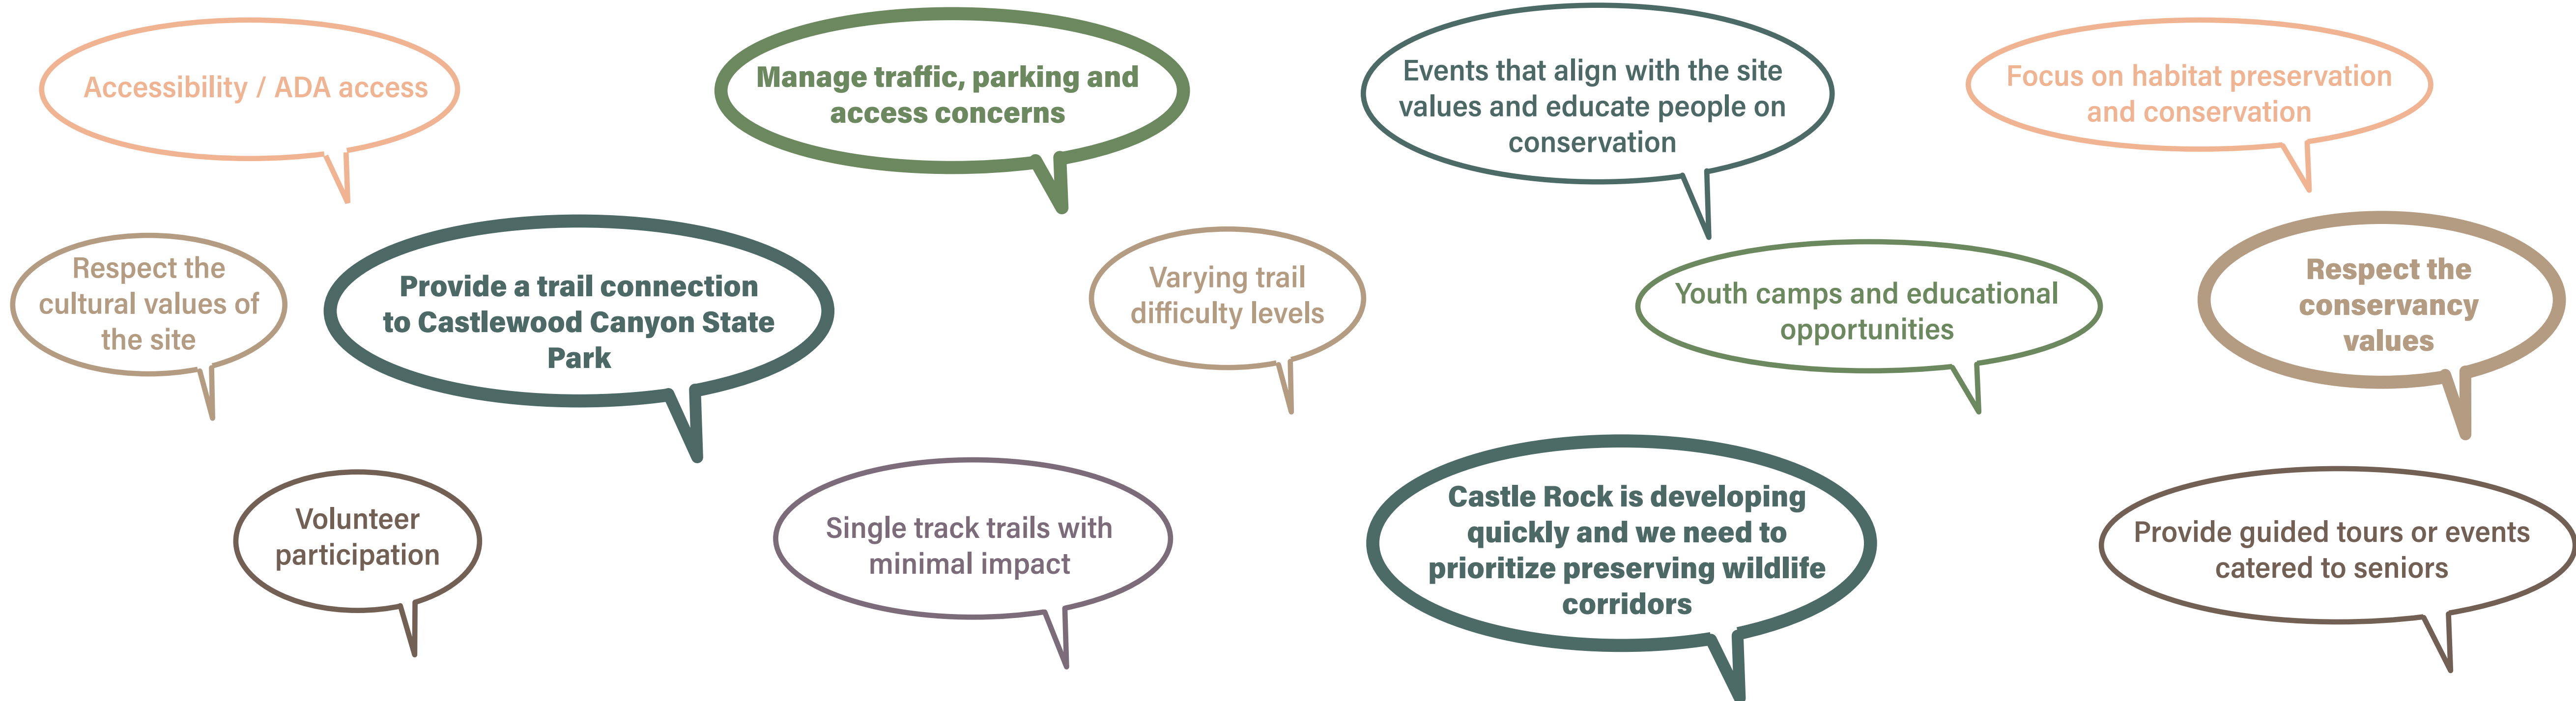 Accessibility / ADA access
Manage traffic, parking and
access concerns
Events that align with the site
values and educate people on
conservation
Focus on habitat preservation
and conservation
Respect the
cultural values of
the site
Provide a trail connection
to Castlewood Canyon State
Park
Varying trail
difficulty levels
Youth camps and educational
opportunities
Respect the
conservancy
values
Volunteer
participation
Single track trails with
minimal impact
Castle Rock is developing
quickly and we need to
prioritize preserving wildlife
corridors
Provide guided tours or events
catered to seniors